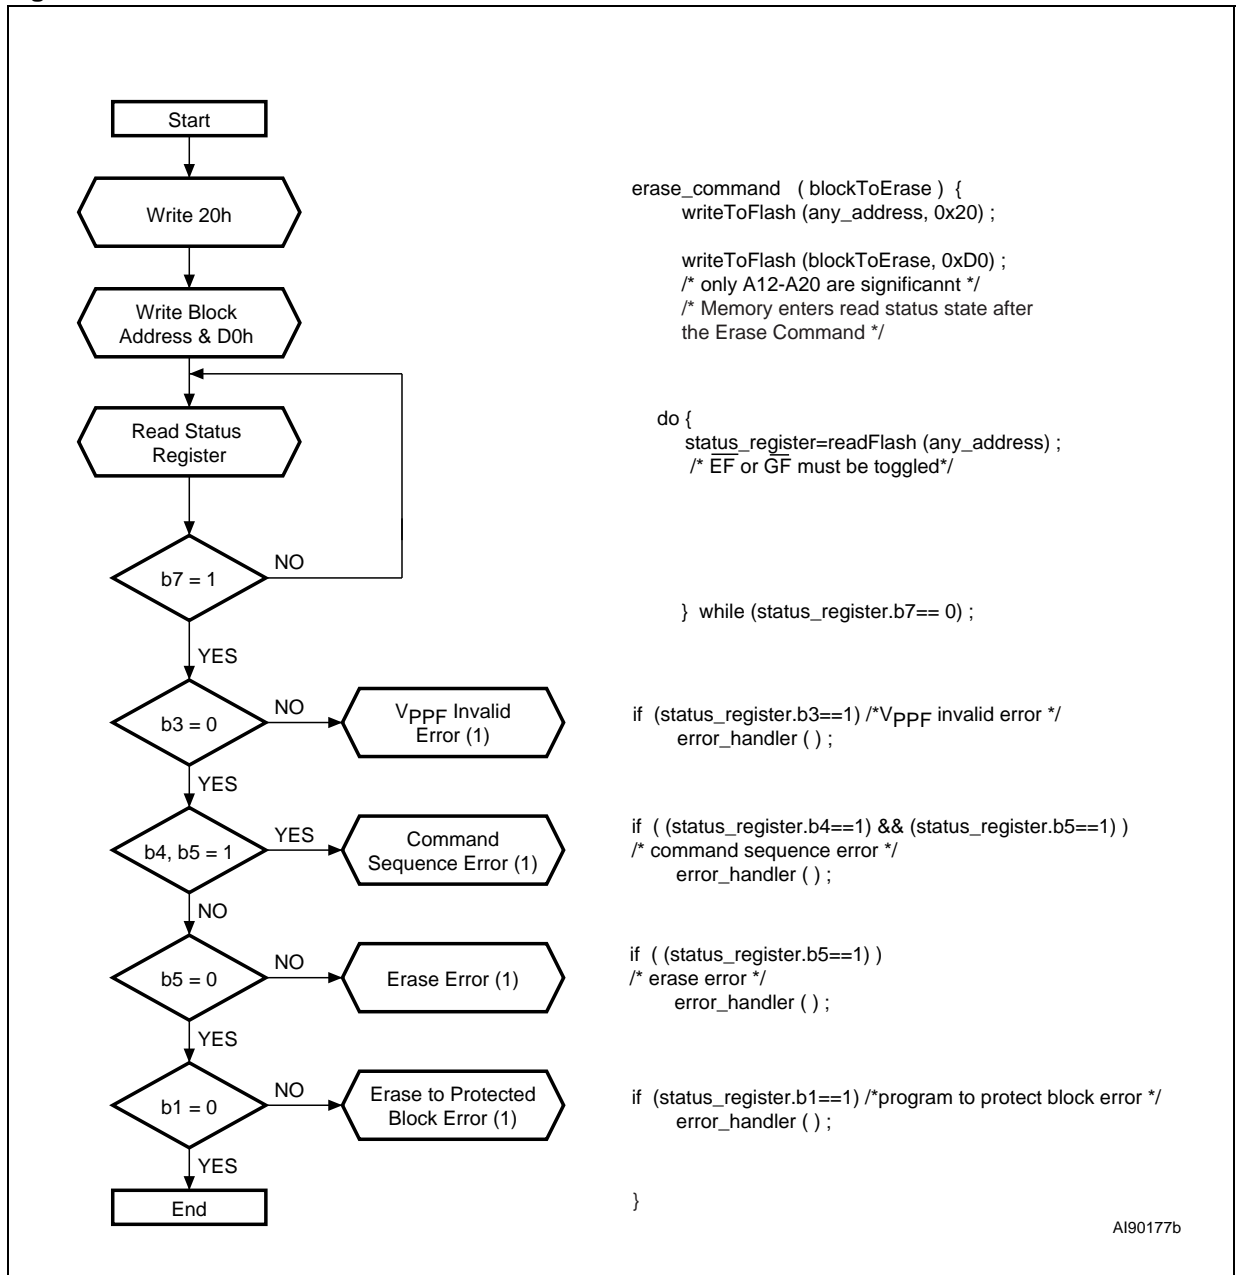 Start
Write 20h
Write Block
Address & D0h
Read Status
Register
b7 = 1
NO
YES
b3 = 0
NO
VPPF Invalid
Error (1)
YES
b4, b5 = 1
YES
Command
Sequence Error (1)
NO
b5 = 0
NO
Erase Error (1)
YES
b1 = 0
NO
Erase to Protected
Block Error (1)
YES
End
erase_command ( blockToErase ) {
writeToFlash (any_address, 0x20) ;
writeToFlash (blockToErase, 0xD0) ;
/* only A12-A20 are significannt */
/* Memory enters read status state after
the Erase Command */
do {
status_register=readFlash (any_address) ;
/* E̅F̅ or G̅F̅ must be toggled*/
} while (status_register.b7== 0) ;
if (status_register.b3==1) /*VPPF invalid error */
error_handler ( ) ;
if ( (status_register.b4==1) && (status_register.b5==1) )
/* command sequence error */
error_handler ( ) ;
if ( (status_register.b5==1) )
/* erase error */
error_handler ( ) ;
if (status_register.b1==1) /*program to protect block error */
error_handler ( ) ;
}
AI90177b